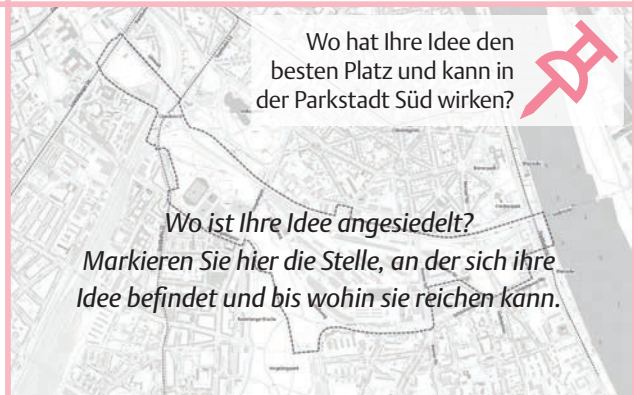 Wo hat Ihre Idee den
besten Platz und kann in
der Parkstadt Süd wirken?
Wo ist Ihre Idee angesiedelt?
Markieren Sie hier die Stelle, an der sich ihre
Idee befindet und bis wohin sie reichen kann.